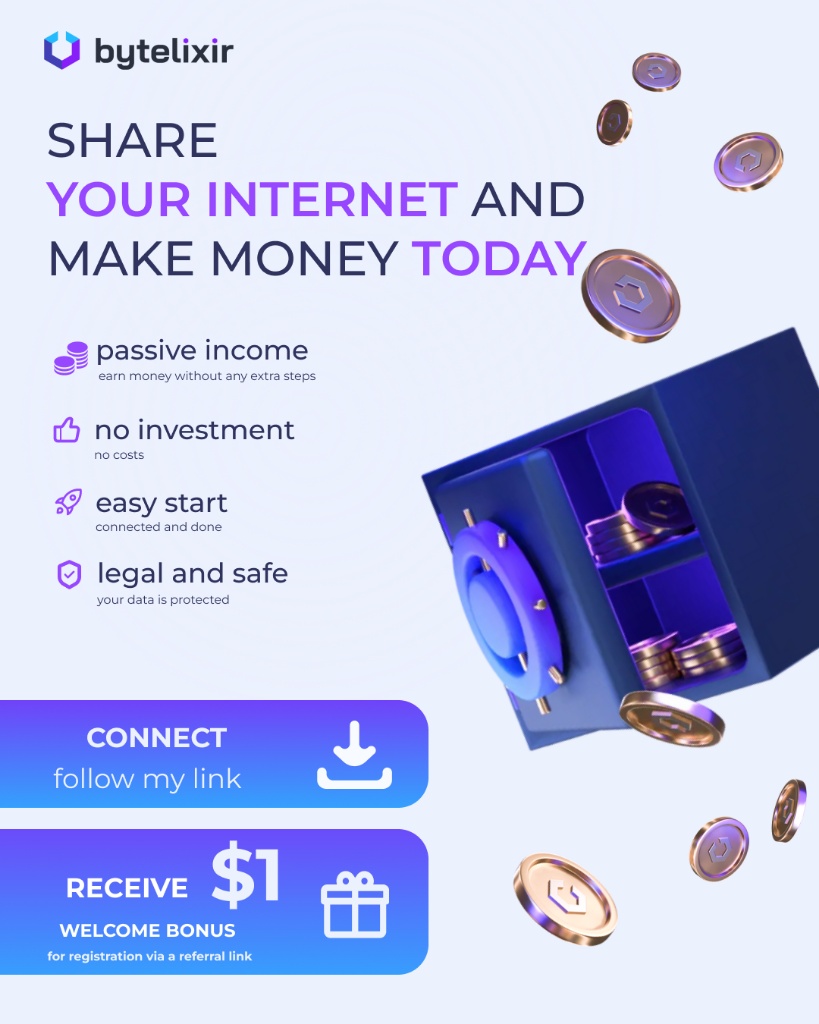 bytelixir
SHARE
YOUR INTERNET AND
MAKE MONEY TODAY
passive income
earn money without any extra steps
no investment
no costs
easy start
connected and done
legal and safe
your data is protected
CONNECT
follow my link
RECEIVE $1
WELCOME BONUS
for registration via a referral link